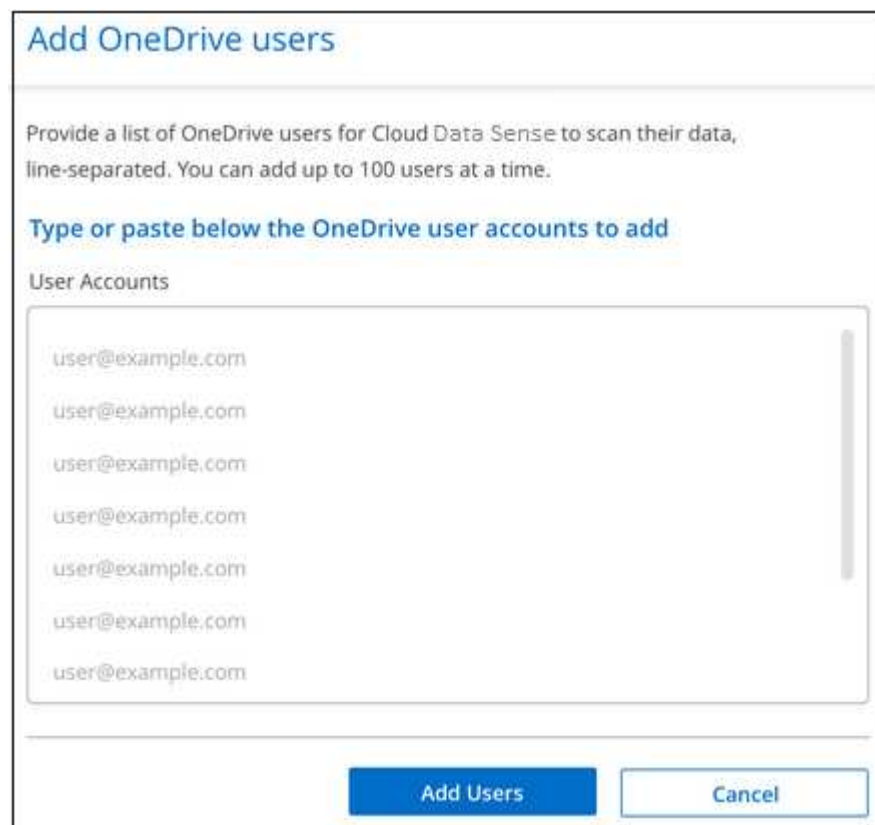 Add OneDrive users
Provide a list of OneDrive users for Cloud Data Sense to scan their data,
line-separated. You can add up to 100 users at a time.
Type or paste below the OneDrive user accounts to add
User Accounts
user@example.com
user@example.com
user@example.com
user@example.com
user@example.com
user@example.com
user@example.com
Add Users
Cancel